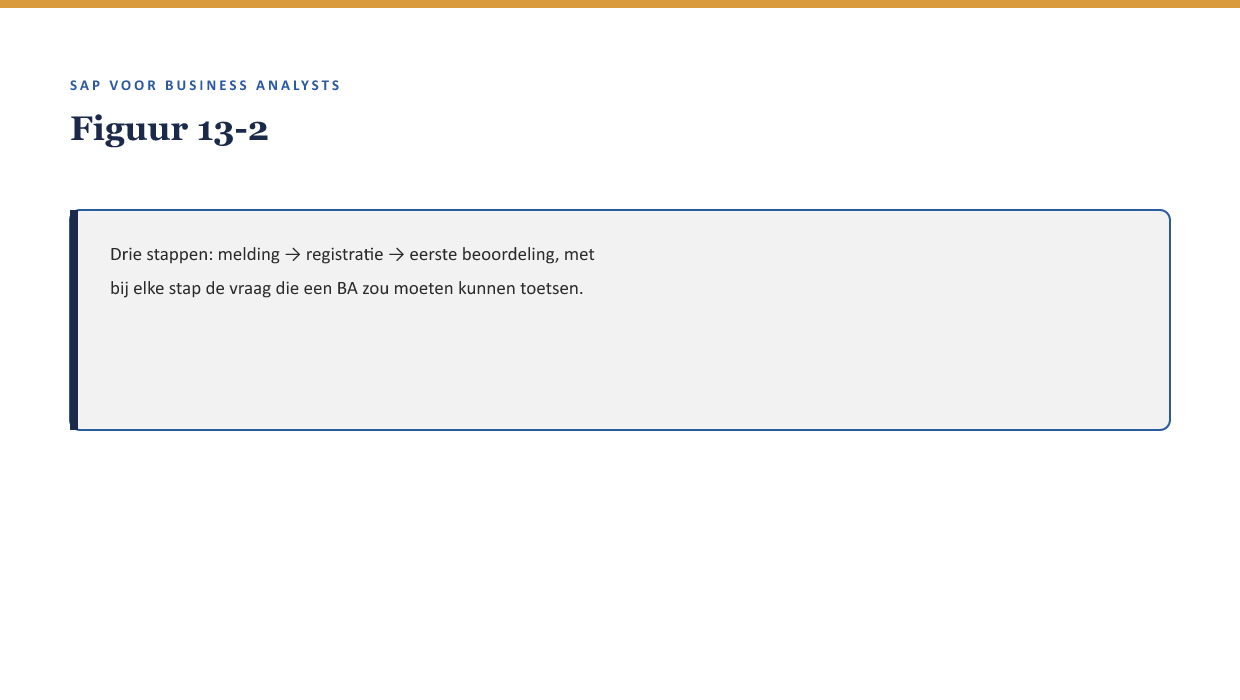 SAP VOOR BUSINESS ANALYSTS
Figuur 13-2
Drie stappen: melding → registratie → eerste beoordeling, met
bij elke stap de vraag die een BA zou moeten kunnen toetsen.